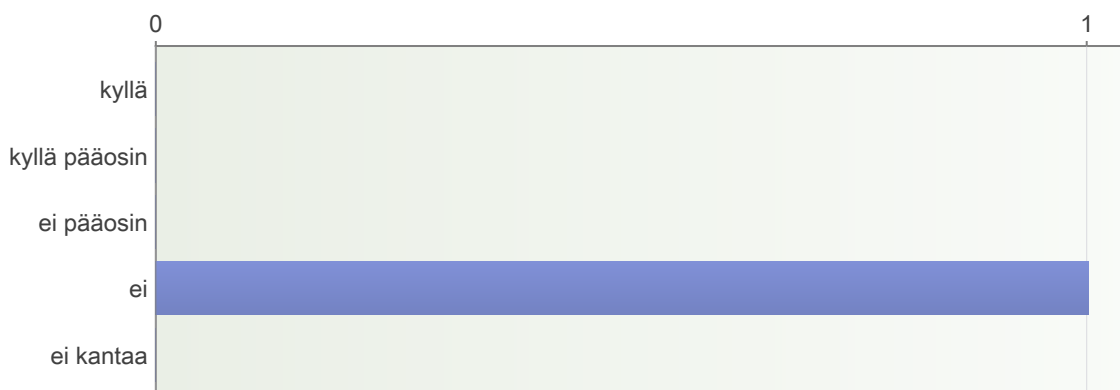 0 1
kyllä
kyllä pääosin
ei pääosin
ei
ei kantaa